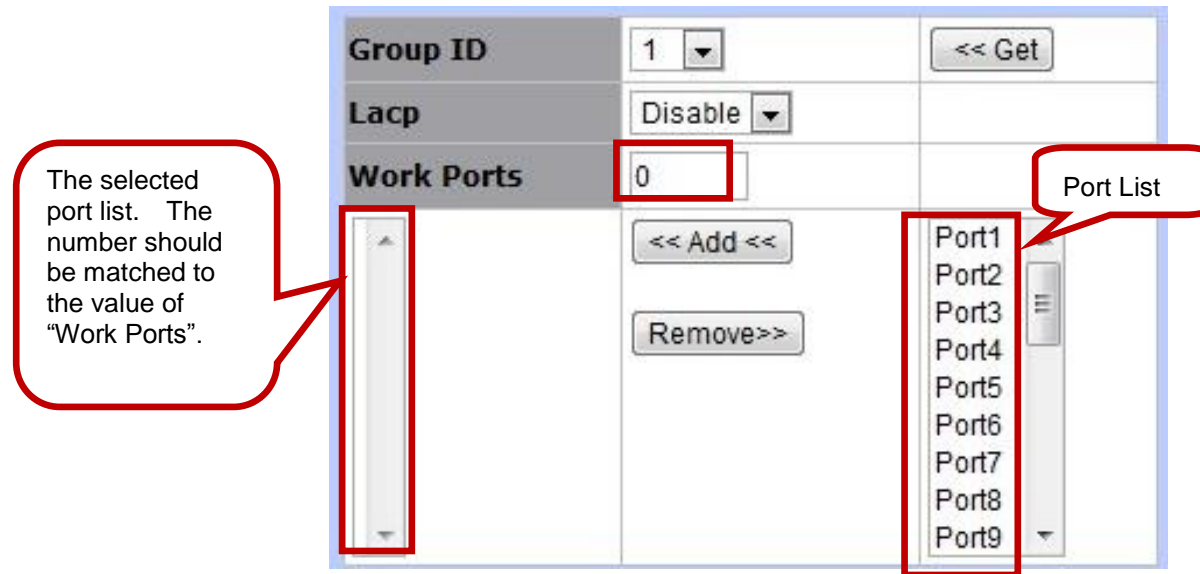 Group ID
1
<< Get
Lacp
Disable
Work Ports
0
The selected
port list. The
number should
be matched to
the value of
“Work Ports”.
Port List
<< Add <<
Remove>>
Port1
Port2
Port3
Port4
Port5
Port6
Port7
Port8
Port9